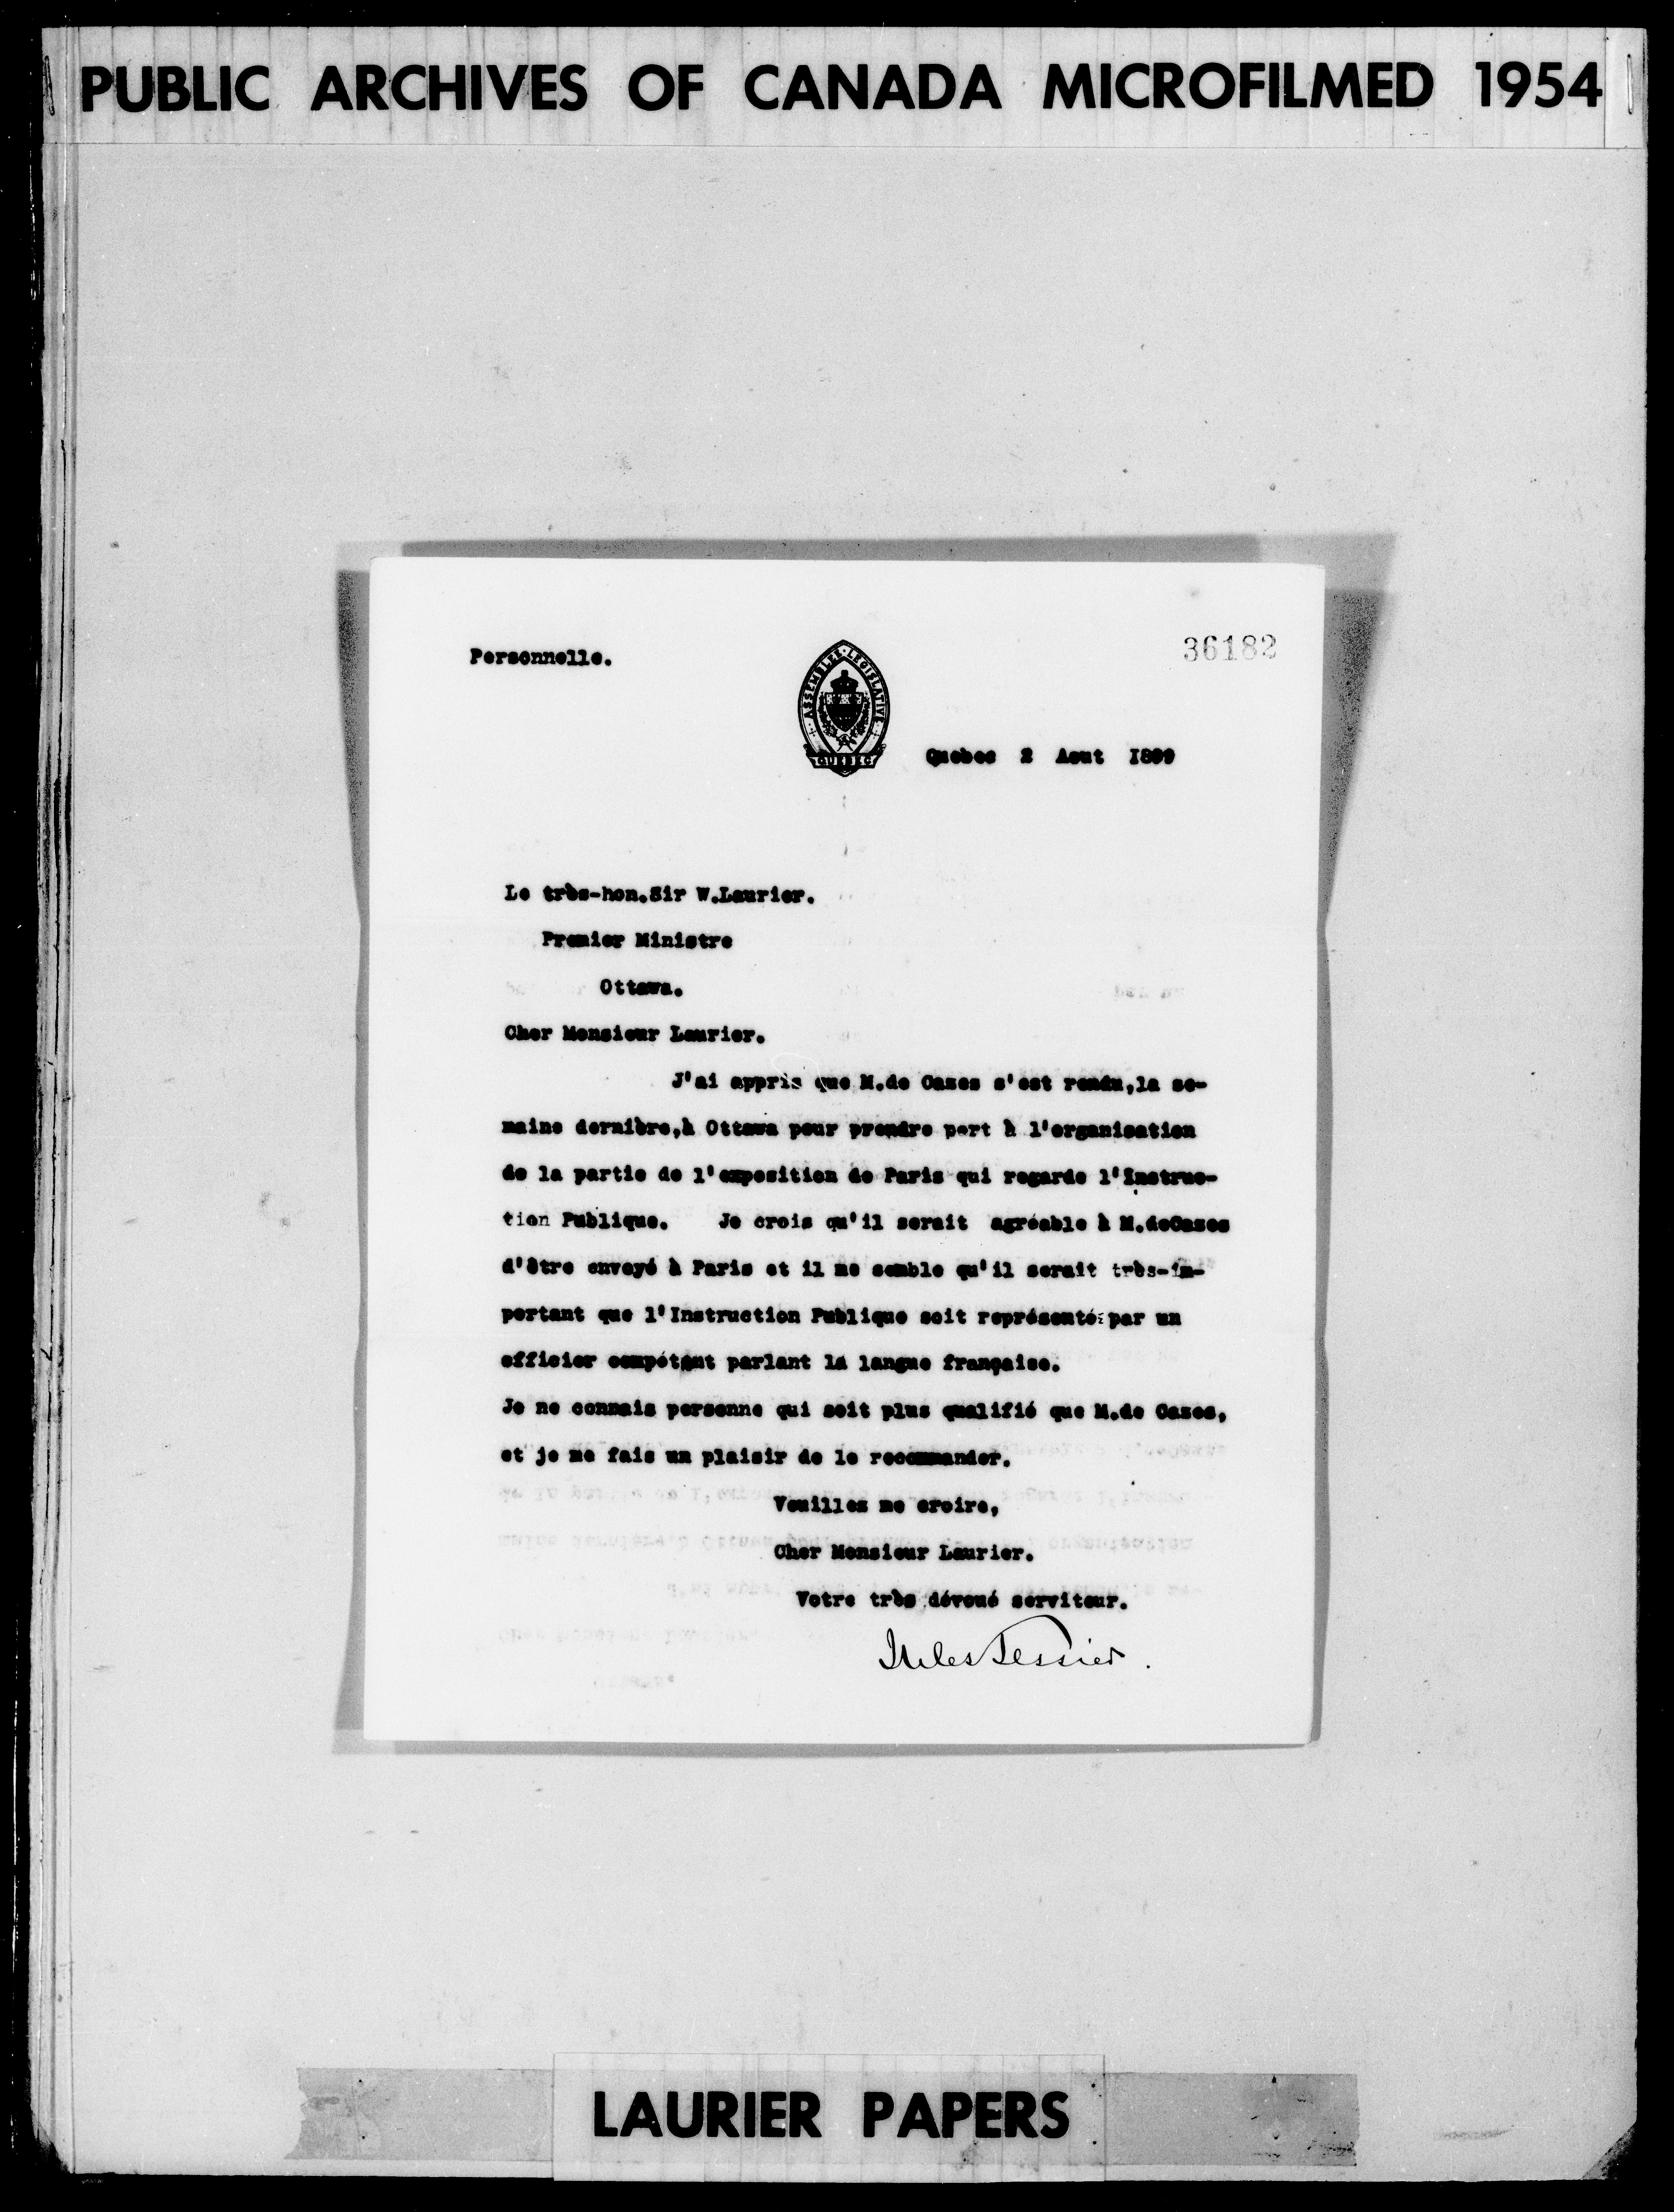 PUBLIC ARCHIVES OF CANADA MICROFILMED 1954
Personnelle.
36182
ASSEMBLÉE LEGISLATIVE
QUEBEC
Quebec 2 Aout 1899
Le très-hon.Sir W.Laurier.
Premier Ministre
Ottawa.
Cher Monsieur Laurier.
J'ai appris que M.de Cazes s'est rendu,la se-
maine dernière,à Ottawa pour prendre part à l'organisation
de la partie de l'exposition de Paris qui regarde l'Instruc-
tion Publique. Je crois qu'il serait agréable à M.deCazes
d'être envoyé à Paris et il me semble qu'il serait très-im-
portant que l'Instruction Publique soit représenté par un
officier compétent parlant la langue française.
Je ne connais personne qui soit plus qualifié que M.de Cazes,
et je me fais un plaisir de le recommander.
Veuillez me croire,
Cher Monsieur Laurier.
Votre très dévoué serviteur.
Jules Tessier.
LAURIER PAPERS